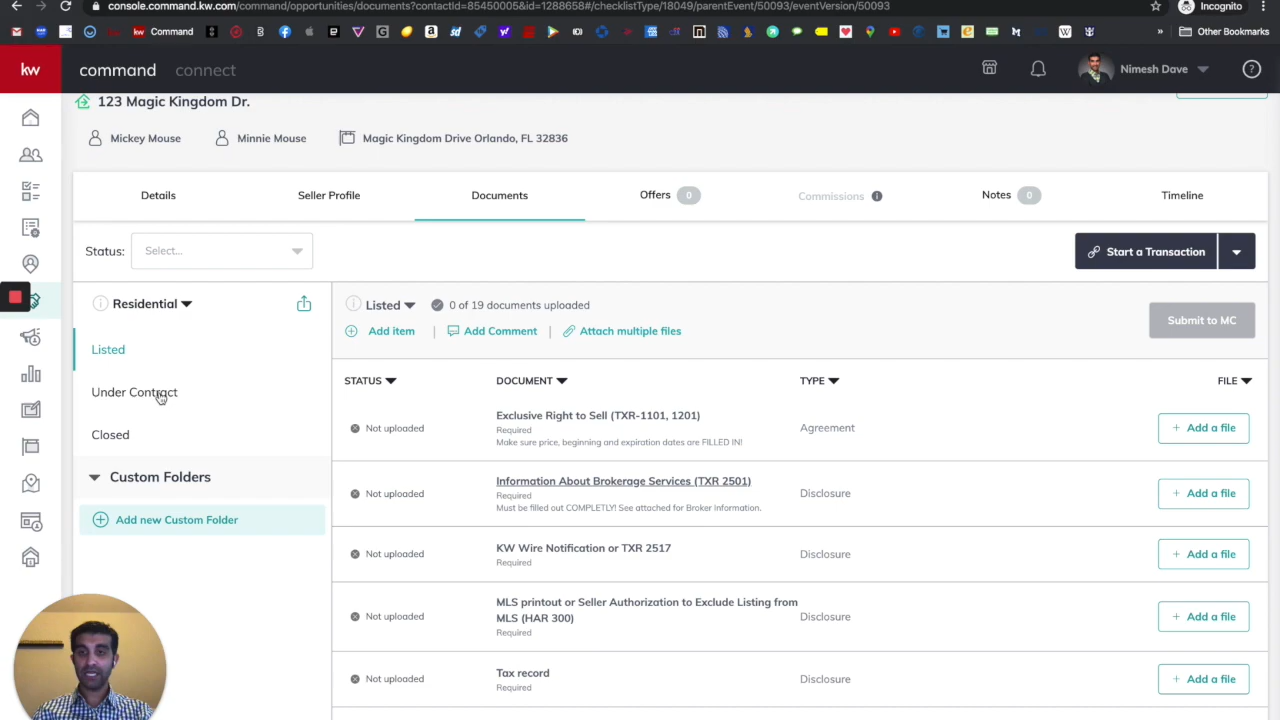 console.command.kw.com/command/opportunities/documents?contactId=85450005&id=1288658#/checklistType/18049/parentEvent/50093/eventVersion/50093
Incognito
Command
Other Bookmarks
kw
command
connect
Nimesh Dave
123 Magic Kingdom Dr.
Mickey Mouse
Minnie Mouse
Magic Kingdom Drive Orlando, FL 32836
Details
Seller Profile
Documents
Offers 0
Commissions
Notes 0
Timeline
Status: Select...
Start a Transaction
Residential
Listed
Under Contract
Closed
Custom Folders
Add new Custom Folder
Listed
0 of 19 documents uploaded
Add item | Add Comment | Attach multiple files
Submit to MC
STATUS DOCUMENT TYPE FILE
Not uploaded
Exclusive Right to Sell (TXR-1101, 1201)
Required
Make sure price, beginning and expiration dates are FILLED IN!
Agreement
+ Add a file
Not uploaded
Information About Brokerage Services (TXR 2501)
Required
Must be filled out COMPLETLY! See attached for Broker Information.
Disclosure
+ Add a file
Not uploaded
KW Wire Notification or TXR 2517
Required
Disclosure
+ Add a file
Not uploaded
MLS printout or Seller Authorization to Exclude Listing from
MLS (HAR 300)
Required
Disclosure
+ Add a file
Not uploaded
Tax record
Required
Disclosure
+ Add a file